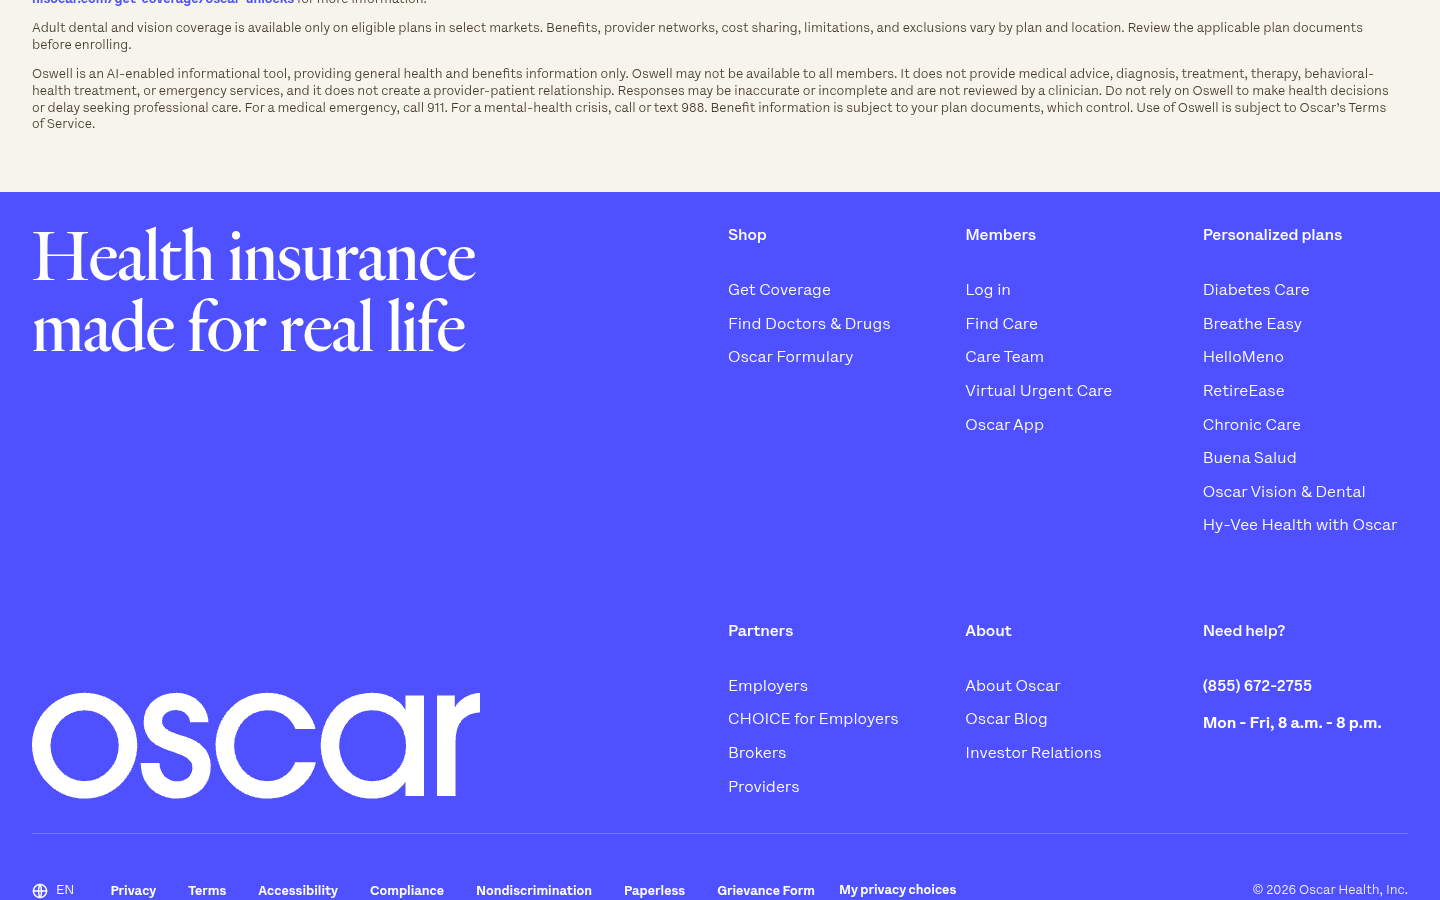 hioscar.com/get-coverage/oscar-unlocks for more information.
Adult dental and vision coverage is available only on eligible plans in select markets. Benefits, provider networks, cost sharing, limitations, and exclusions vary by plan and location. Review the applicable plan documents
before enrolling.
Oswell is an AI-enabled informational tool, providing general health and benefits information only. Oswell may not be available to all members. It does not provide medical advice, diagnosis, treatment, therapy, behavioral-
health treatment, or emergency services, and it does not create a provider-patient relationship. Responses may be inaccurate or incomplete and are not reviewed by a clinician. Do not rely on Oswell to make health decisions
or delay seeking professional care. For a medical emergency, call 911. For a mental-health crisis, call or text 988. Benefit information is subject to your plan documents, which control. Use of Oswell is subject to Oscar's Terms
of Service.
Health insurance
made for real life
Shop
Get Coverage
Find Doctors & Drugs
Oscar Formulary
Members
Log in
Find Care
Care Team
Virtual Urgent Care
Oscar App
Personalized plans
Diabetes Care
Breathe Easy
HelloMeno
RetireEase
Chronic Care
Buena Salud
Oscar Vision & Dental
Hy-Vee Health with Oscar
oscar
Partners
Employers
CHOICE for Employers
Brokers
Providers
About
About Oscar
Oscar Blog
Investor Relations
Need help?
(855) 672-2755
Mon - Fri, 8 a.m. - 8 p.m.
EN
Privacy
Terms
Accessibility
Compliance
Nondiscrimination
Paperless
Grievance Form
My privacy choices
© 2026 Oscar Health, Inc.